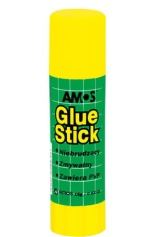 AMOS
Glue
Stick
Niebrudzący
Zmywalny
Zawiera PVP